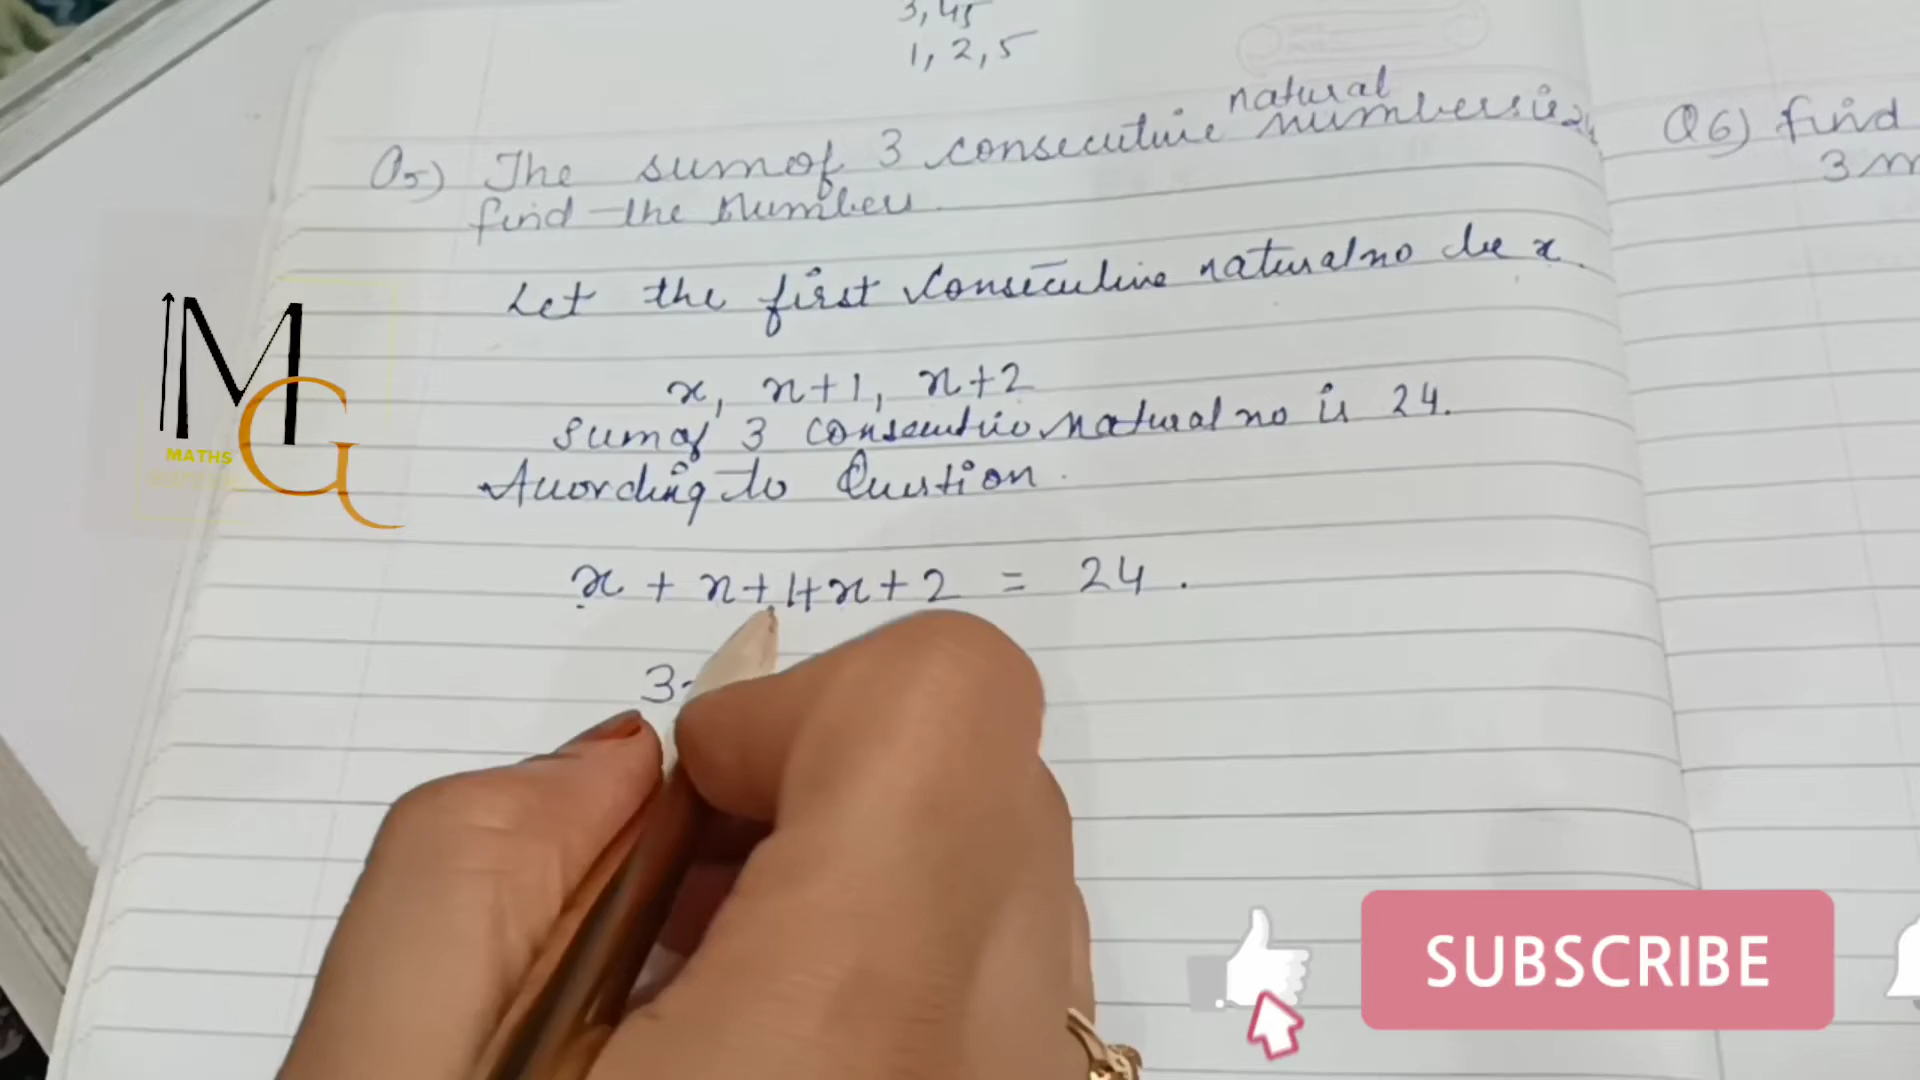 3, 45
1, 2, 5
Q5) The sum of 3 consecutive natural numbers is 24
find the number.
Let the first Consecutive natural no be x.
x, x+1, x+2
Sum of 3 consecutive natural no is 24.
According to Question.
x + x+1+x+2 = 24.
3
Q6) find
3
MG
MATHS
SUBSCRIBE